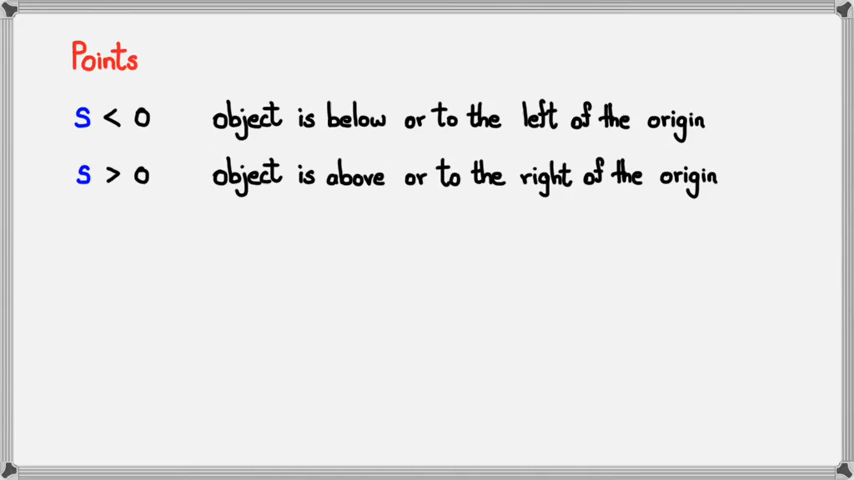 Points
s < 0 object is below or to the left of the origin
s > 0 object is above or to the right of the origin